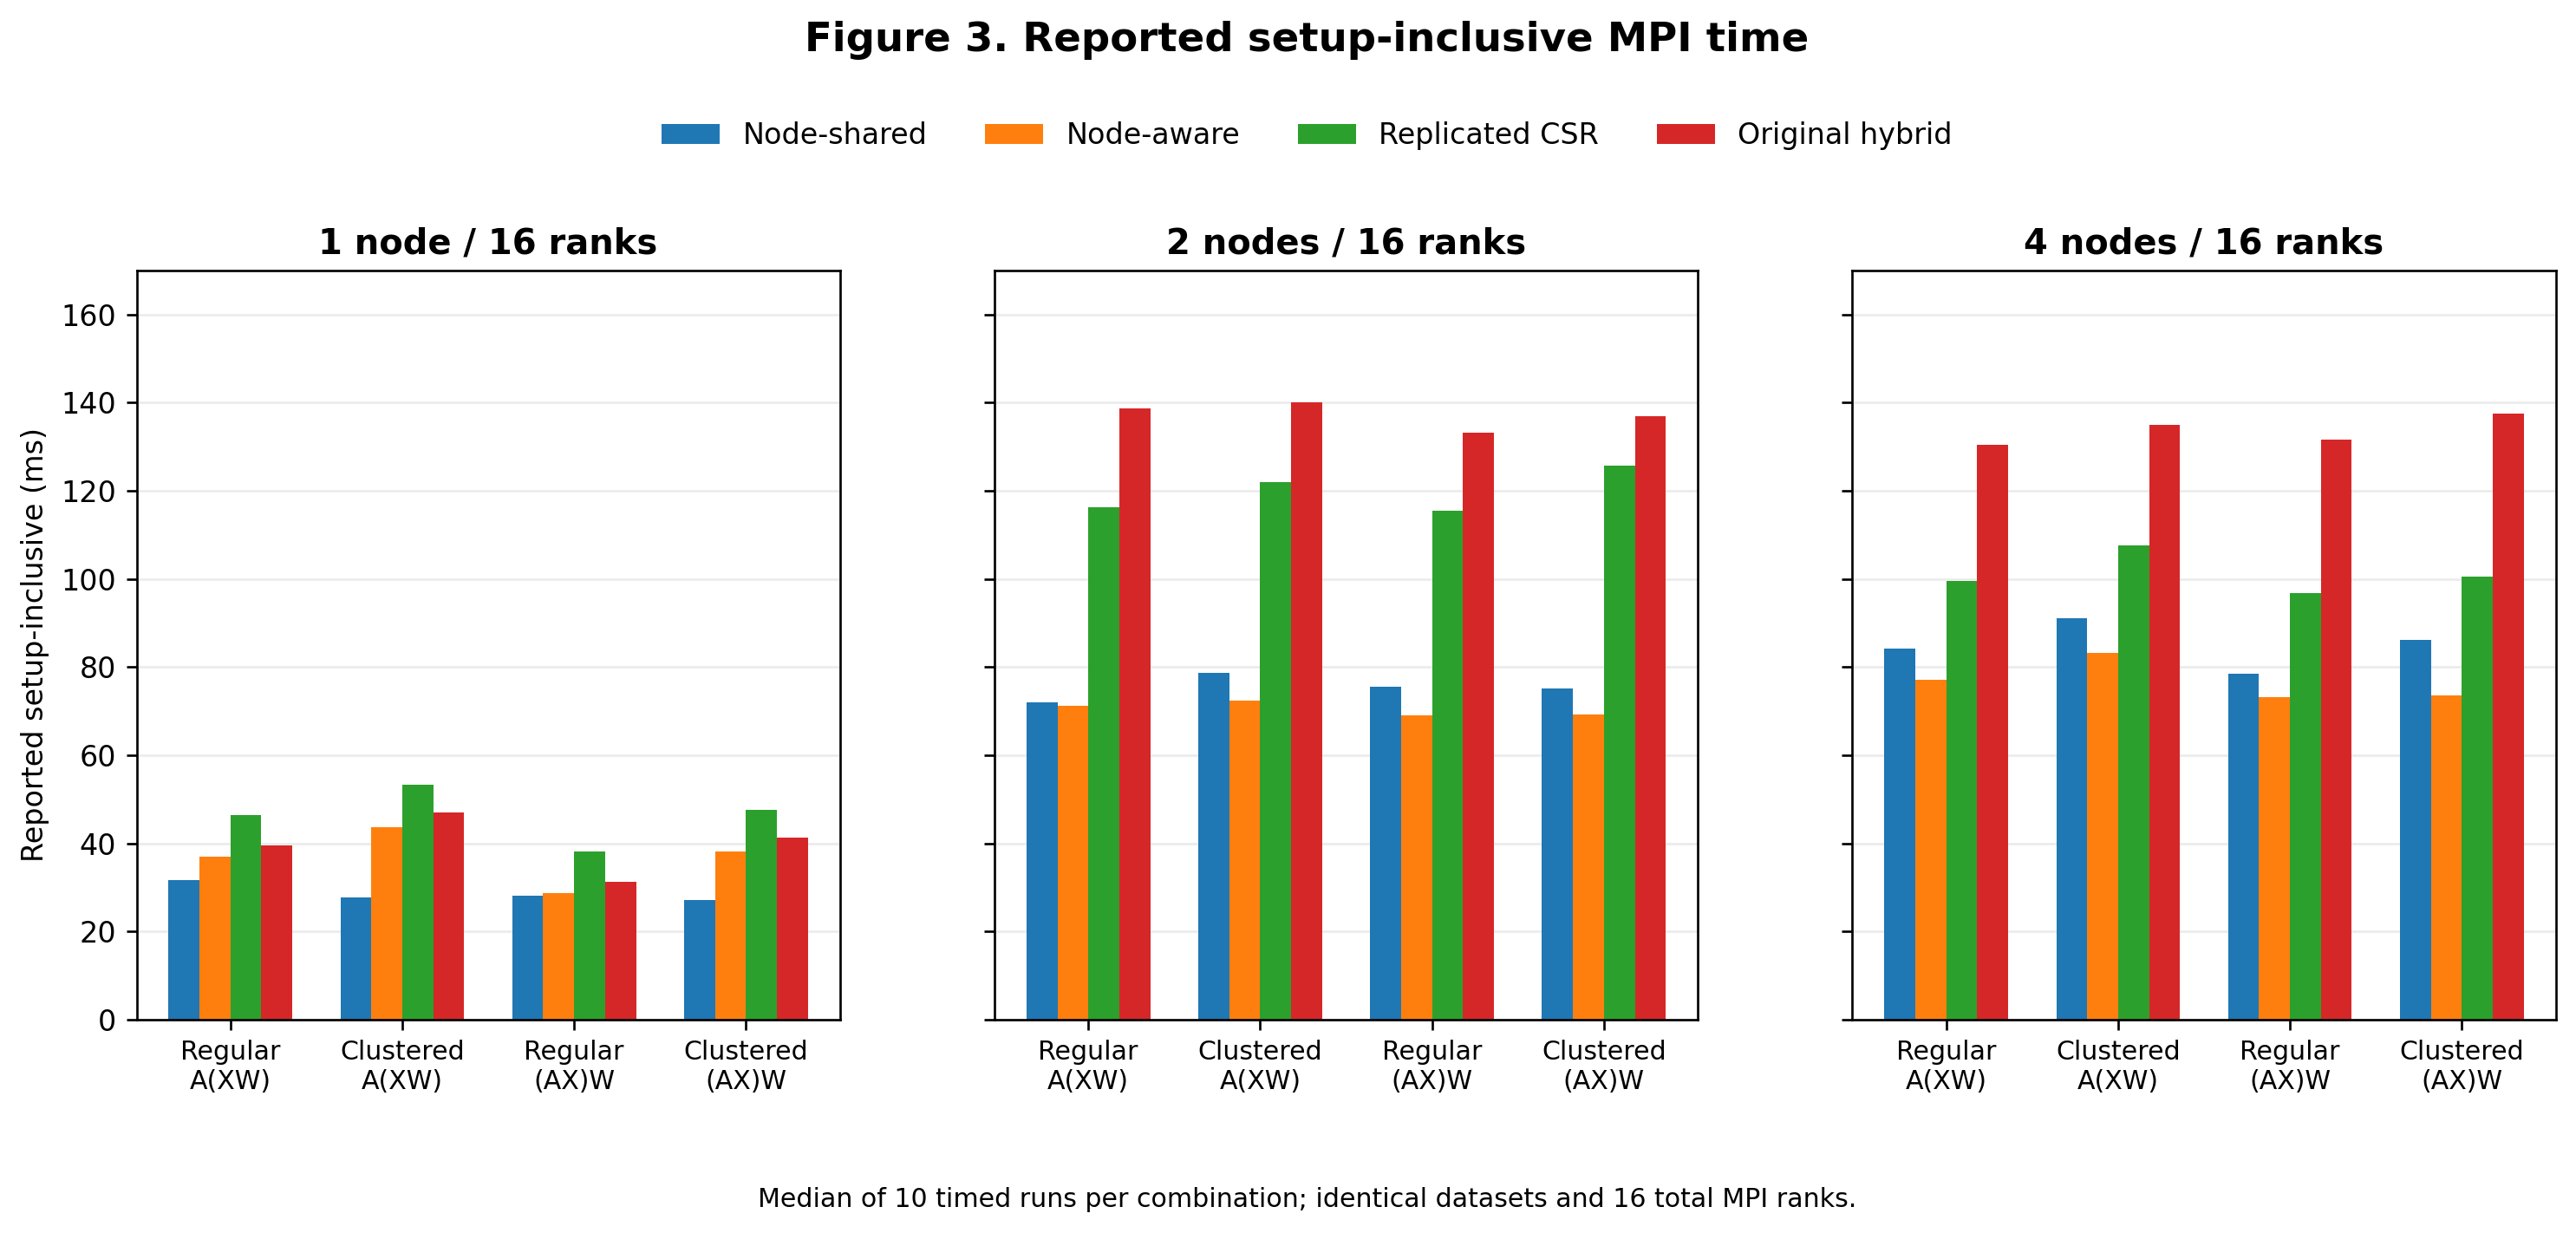 Figure 3. Reported setup-inclusive MPI time
Node-shared
Node-aware
Replicated CSR
Original hybrid
1 node / 16 ranks
2 nodes / 16 ranks
4 nodes / 16 ranks
Reported setup-inclusive (ms)
160
140
120
100
80
60
40
20
0
Regular
A(XW)
Clustered
A(XW)
Regular
(AX)W
Clustered
(AX)W
Regular
A(XW)
Clustered
A(XW)
Regular
(AX)W
Clustered
(AX)W
Regular
A(XW)
Clustered
A(XW)
Regular
(AX)W
Clustered
(AX)W
Median of 10 timed runs per combination; identical datasets and 16 total MPI ranks.